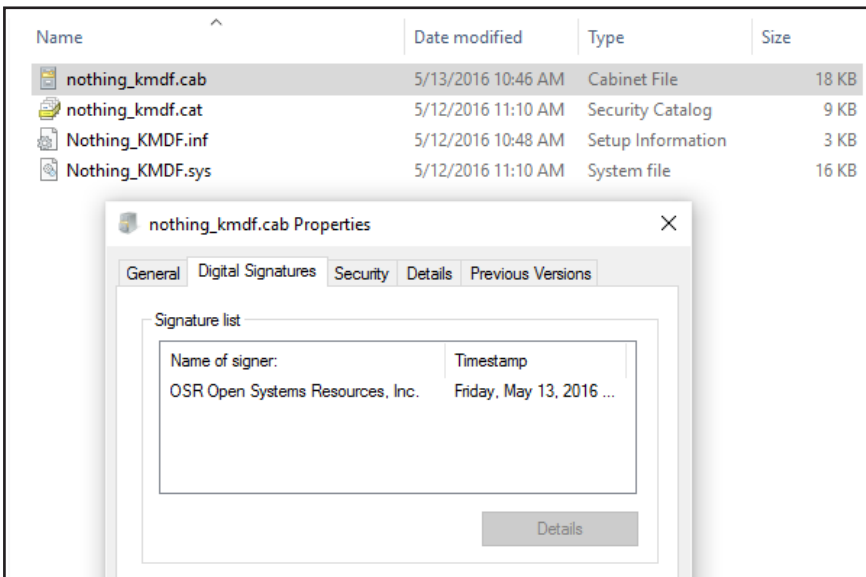 Name Date modified Type Size
nothing_kmdf.cab 5/13/2016 10:46 AM Cabinet File 18 KB
nothing_kmdf.cat 5/12/2016 11:10 AM Security Catalog 9 KB
Nothing_KMDF.inf 5/12/2016 10:48 AM Setup Information 3 KB
Nothing_KMDF.sys 5/12/2016 11:10 AM System file 16 KB
nothing_kmdf.cab Properties
General Digital Signatures Security Details Previous Versions
Signature list
Name of signer: Timestamp
OSR Open Systems Resources, Inc. Friday, May 13, 2016 ...
Details